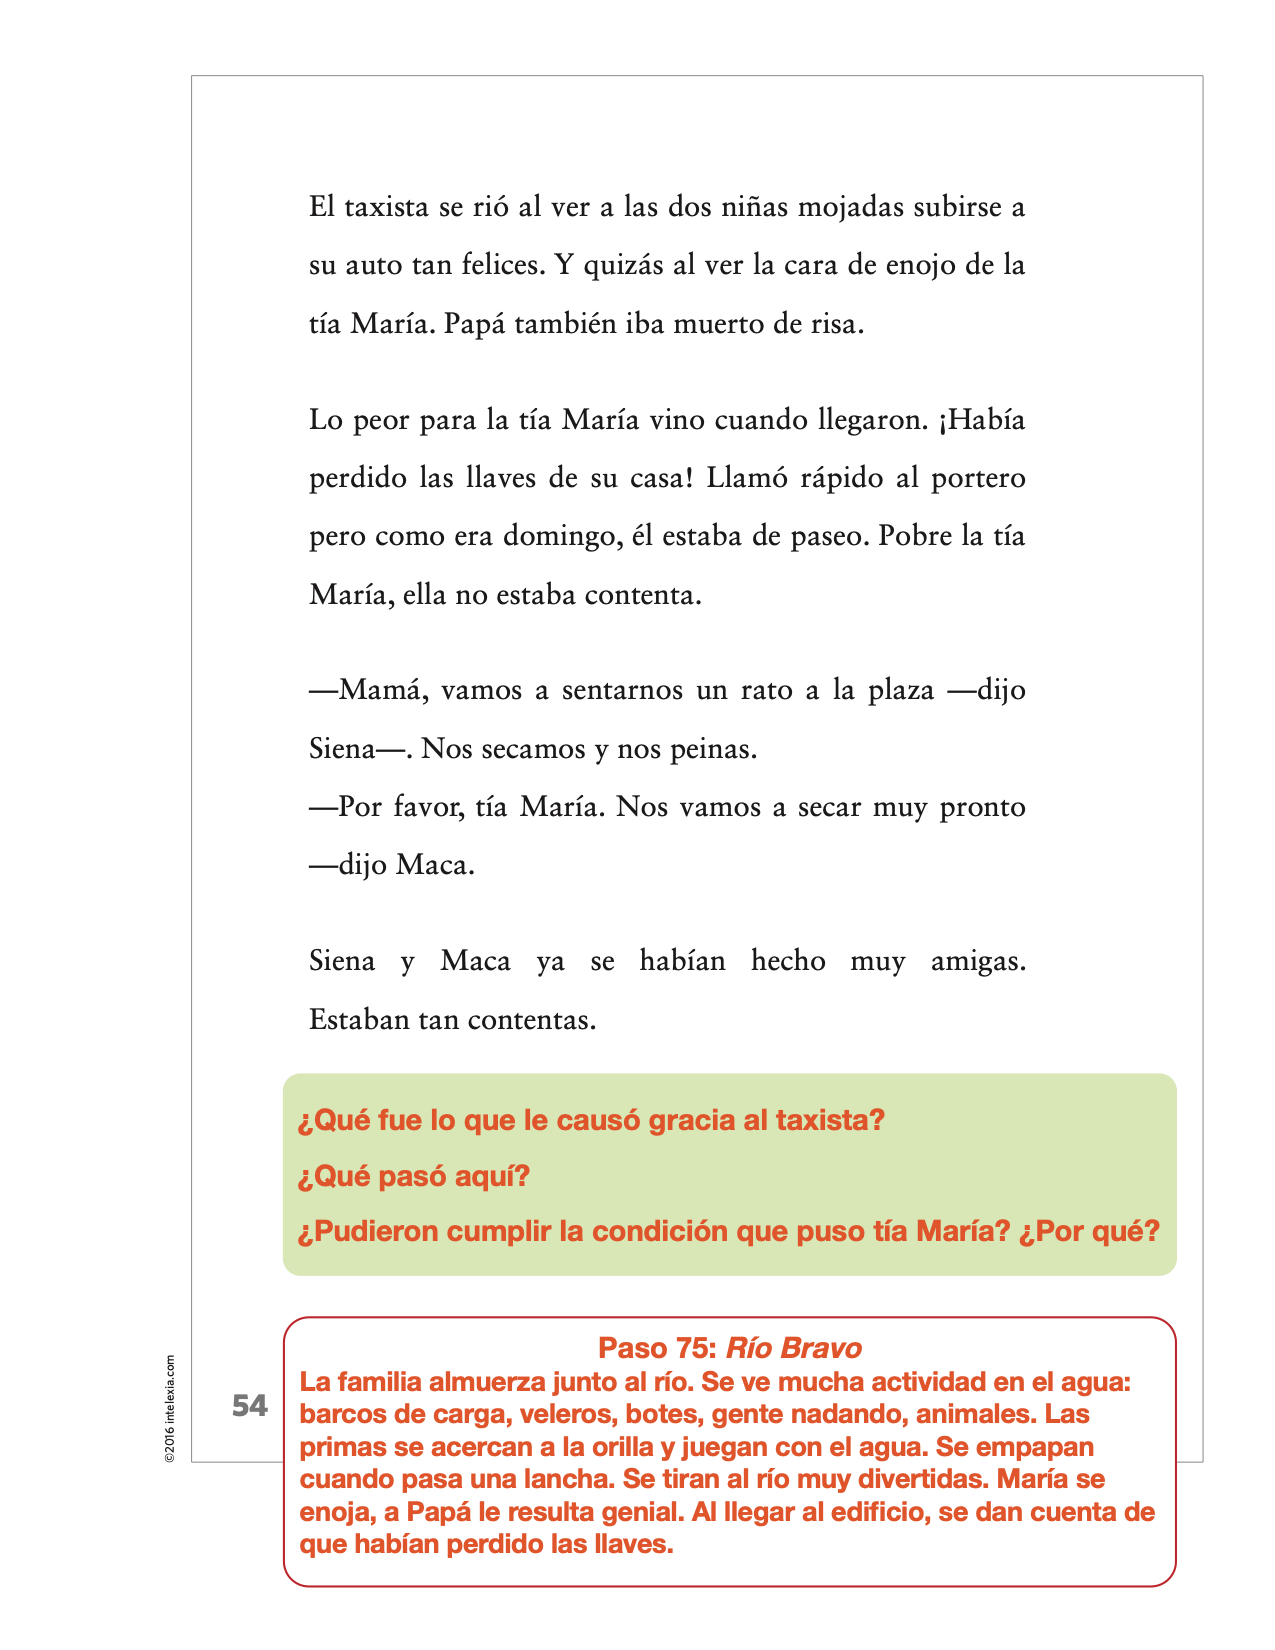 El taxista se rió al ver a las dos niñas mojadas subirse a
su auto tan felices. Y quizás al ver la cara de enojo de la
tía María. Papá también iba muerto de risa.
Lo peor para la tía María vino cuando llegaron. ¡Había
perdido las llaves de su casa! Llamó rápido al portero
pero como era domingo, él estaba de paseo. Pobre la tía
María, ella no estaba contenta.
—Mamá, vamos a sentarnos un rato a la plaza —dijo
Siena—. Nos secamos y nos peinas.
—Por favor, tía María. Nos vamos a secar muy pronto
—dijo Maca.
Siena y Maca ya se habían hecho muy amigas.
Estaban tan contentas.
¿Qué fue lo que le causó gracia al taxista?
¿Qué pasó aquí?
¿Pudieron cumplir la condición que puso tía María? ¿Por qué?
Paso 75: Río Bravo
La familia almuerza junto al río. Se ve mucha actividad en el agua:
barcos de carga, veleros, botes, gente nadando, animales. Las
primas se acercan a la orilla y juegan con el agua. Se empapan
cuando pasa una lancha. Se tiran al río muy divertidas. María se
enoja, a Papá le resulta genial. Al llegar al edificio, se dan cuenta de
que habían perdido las llaves.
54
©2016 intelexia.com